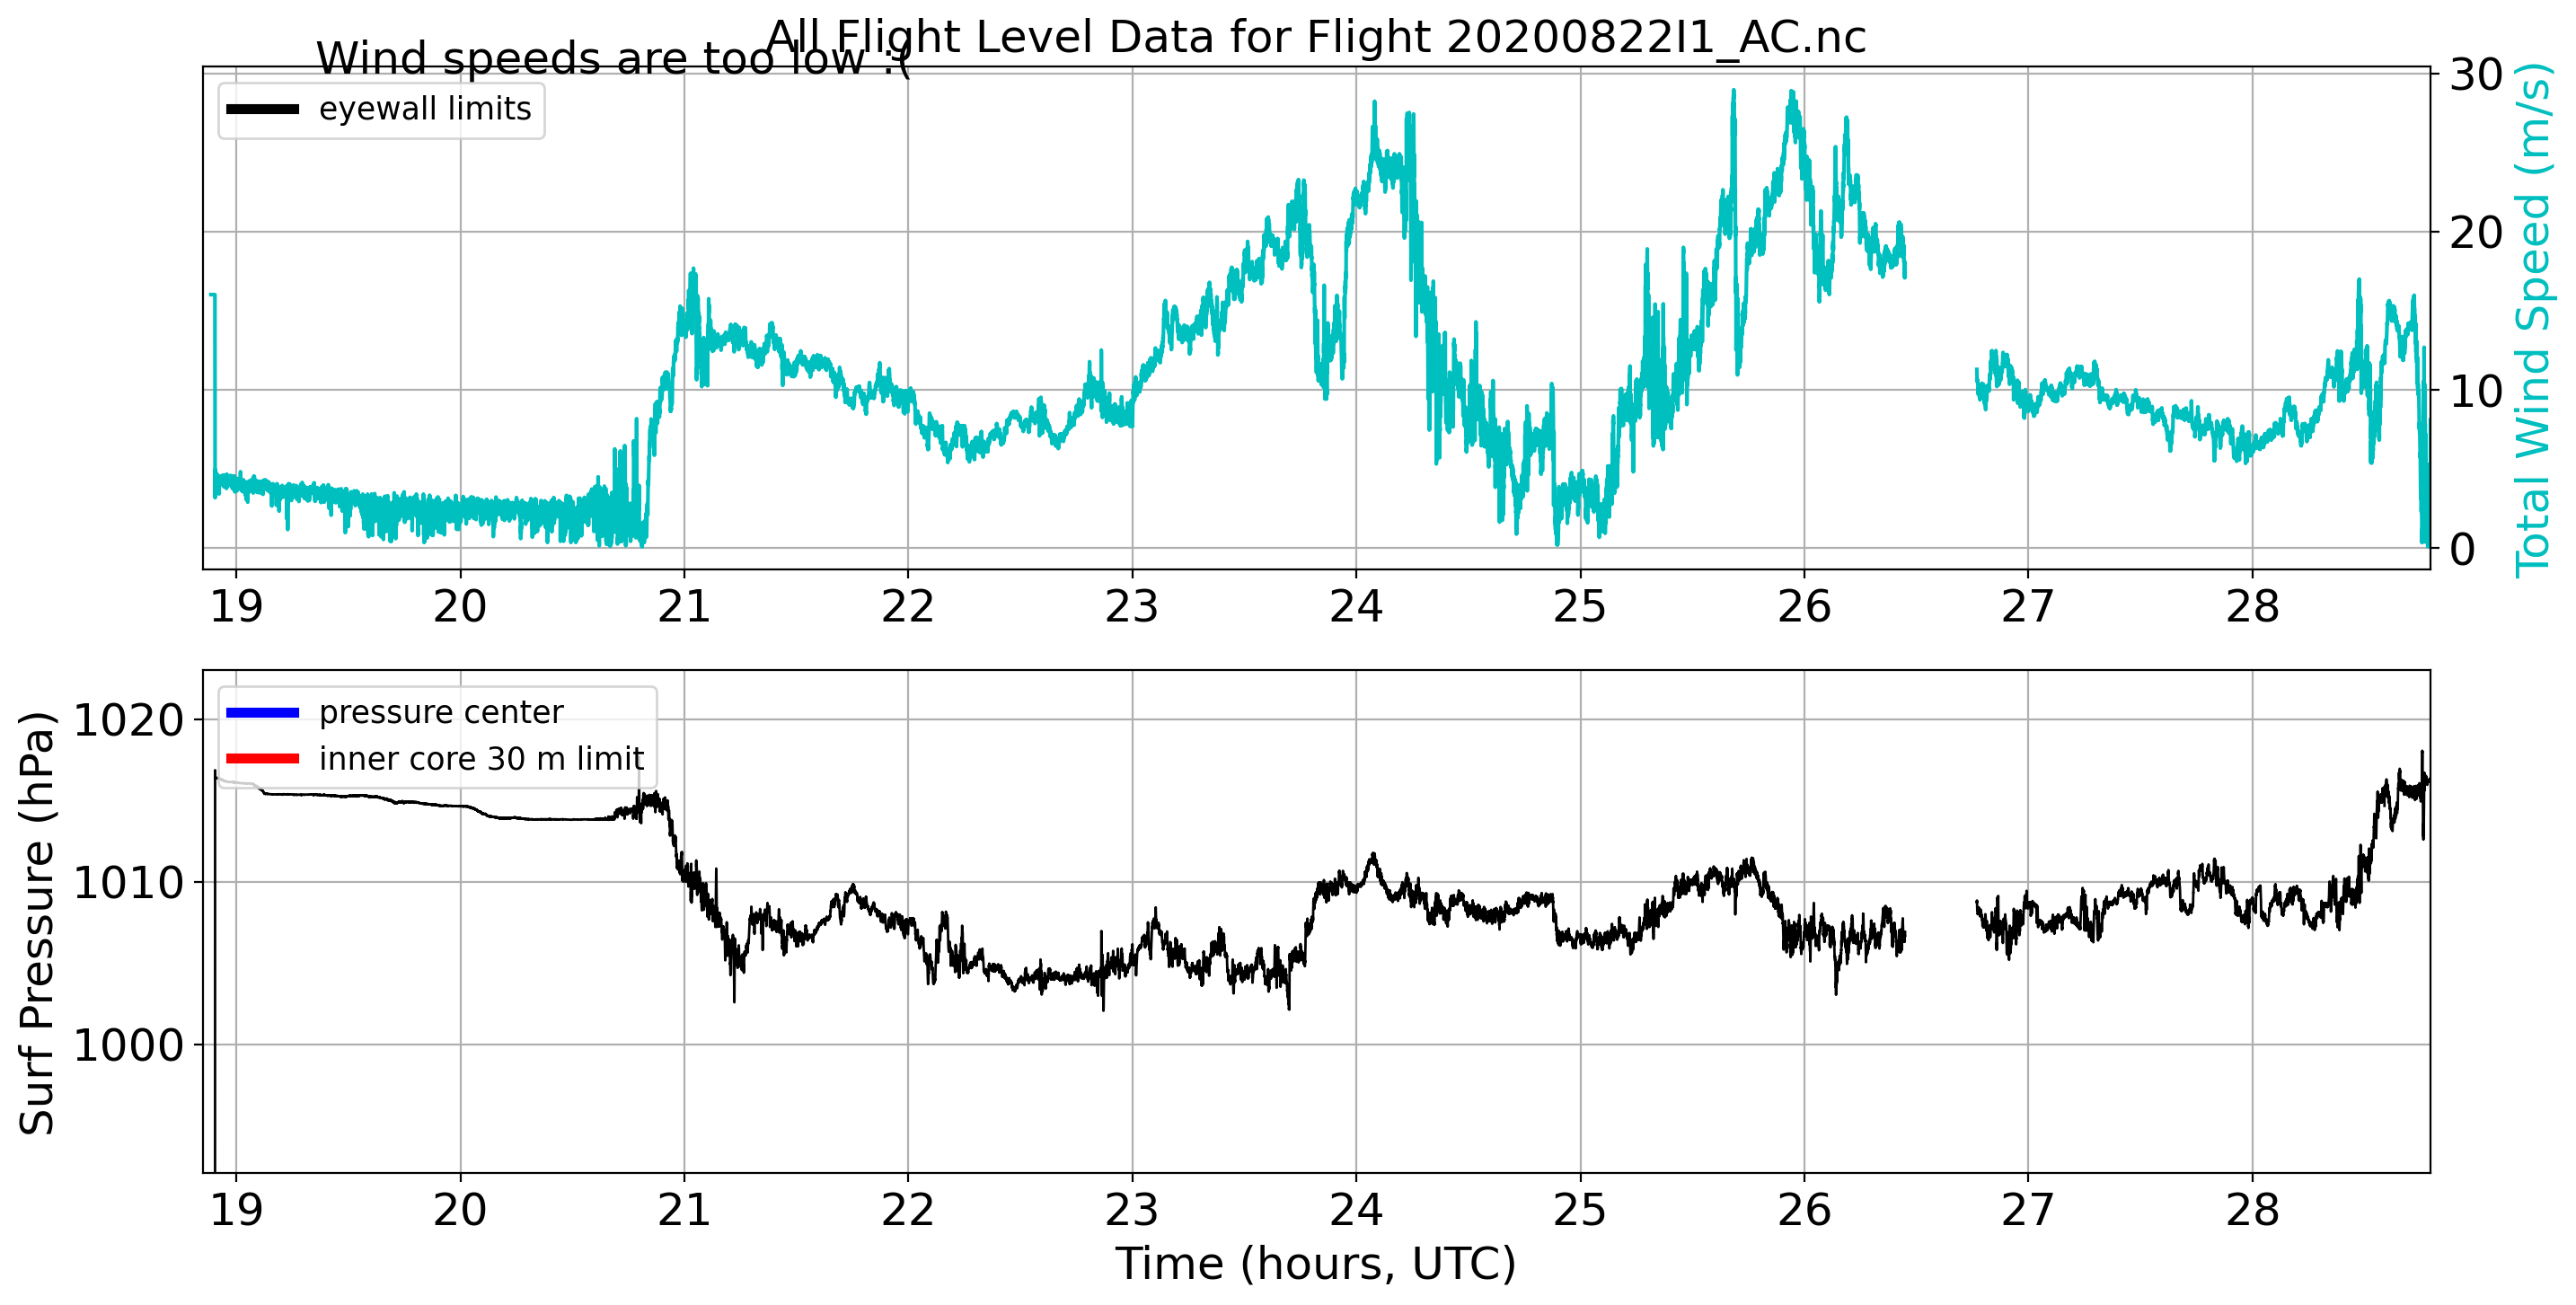 All Flight Level Data for Flight 20200822I1_AC.nc
Wind speeds are too low :(
eyewall limits
30
20
10
0
Total Wind Speed (m/s)
19 20 21 22 23 24 25 26 27 28
pressure center
inner core 30 m limit
1020
1010
1000
Surf Pressure (hPa)
19 20 21 22 23 24 25 26 27 28
Time (hours, UTC)